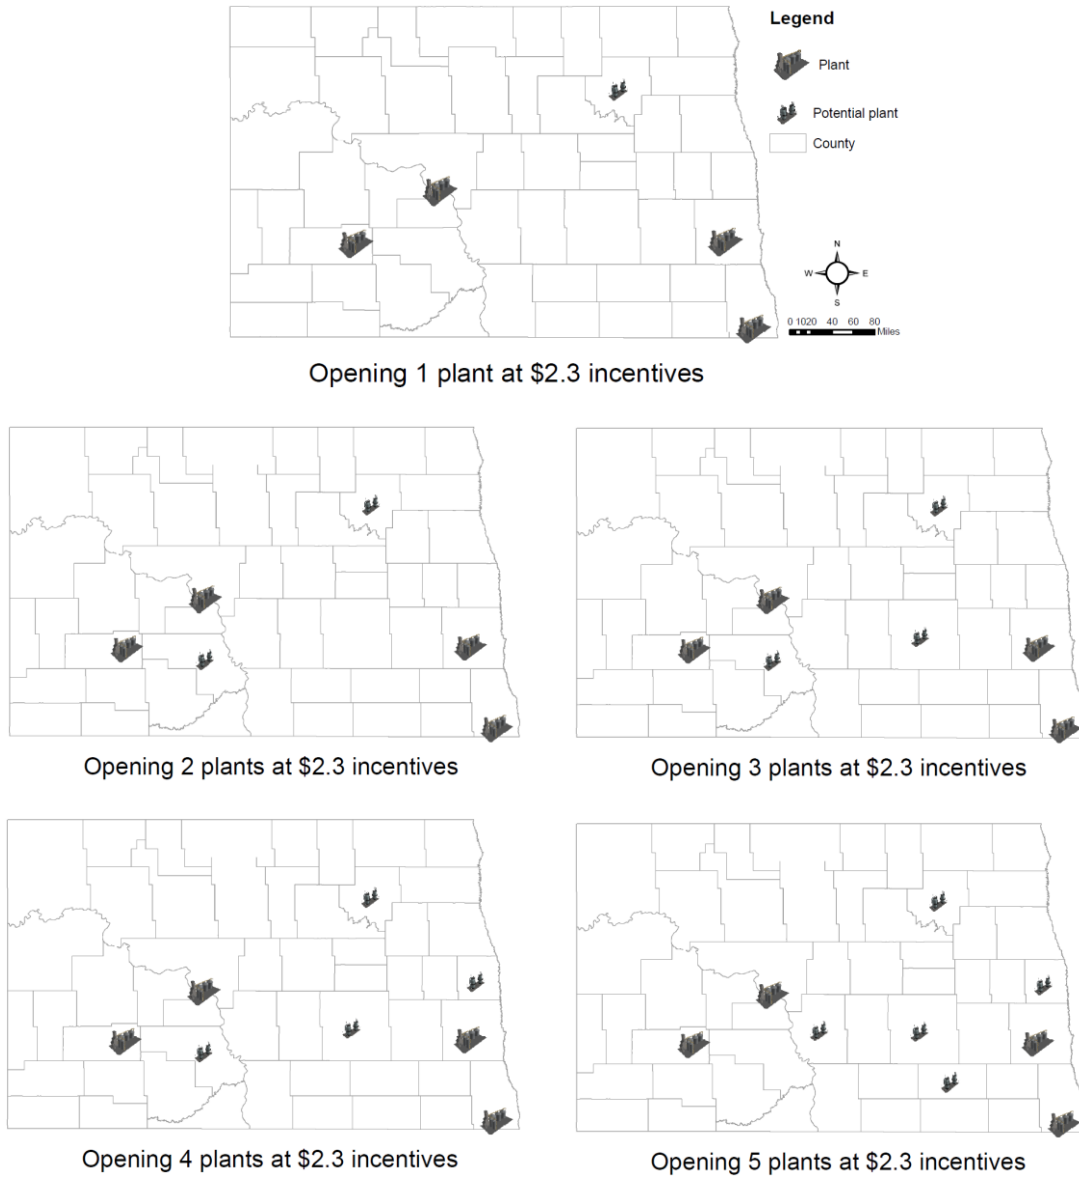 Legend
Plant
Potential plant
County
N
W E
S
0 1020 40 60 80
Miles
Opening 1 plant at $2.3 incentives
Opening 2 plants at $2.3 incentives
Opening 3 plants at $2.3 incentives
Opening 4 plants at $2.3 incentives
Opening 5 plants at $2.3 incentives